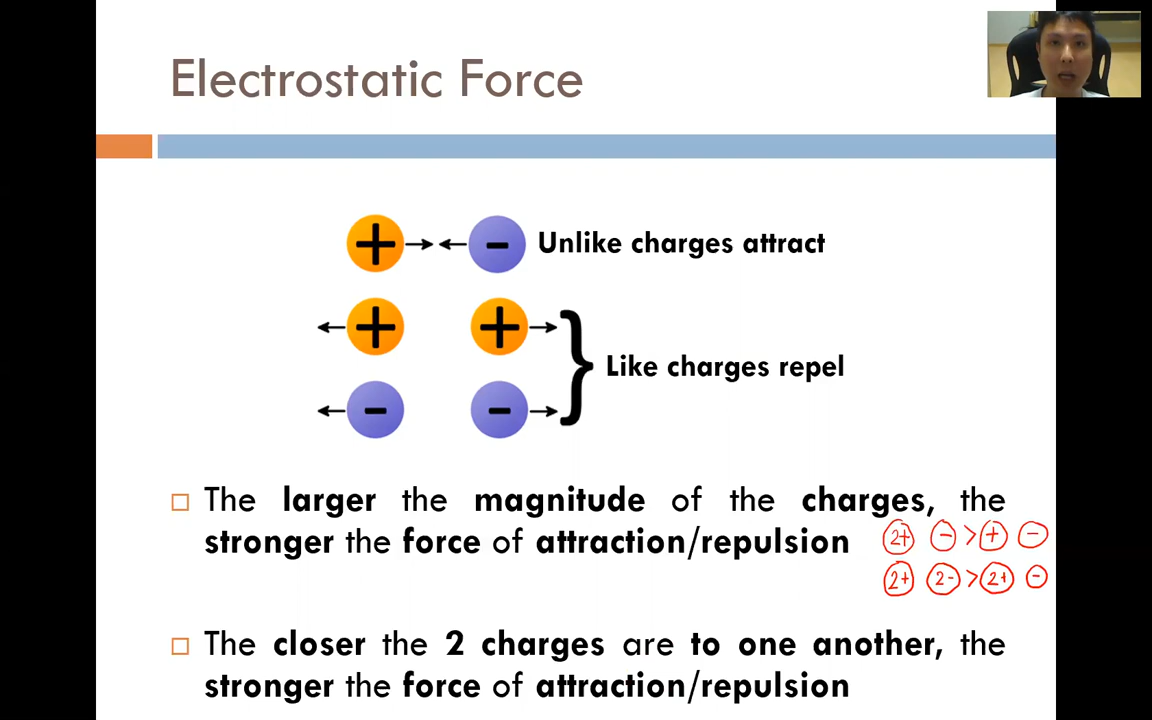 Electrostatic Force
+ - Unlike charges attract
+ +
} Like charges repel
- -
The larger the magnitude of the charges, the
stronger the force of attraction/repulsion
2+ - > + -
2+ 2- > 2+ -
The closer the 2 charges are to one another, the
stronger the force of attraction/repulsion